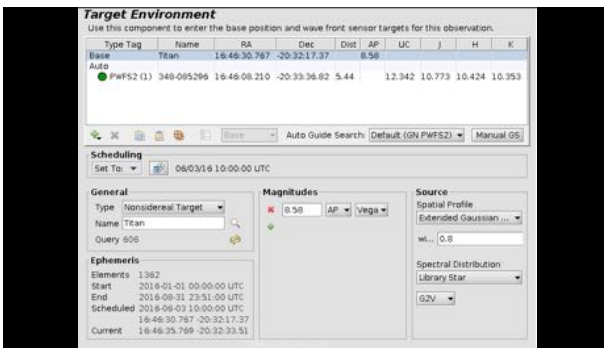 Target Environment
Use this component to enter the base position and wave front sensor targets for this observation.
Type Tag Name RA Dec Dist AP UC J H K
Base Titan 16:46:30.767 -20:32:17.37 8.58
Auto
PWFS2 (1) 348-085296 16:46:08.210 -20:33:36.82 5.44 12.342 10.773 10.424 10.353
Base Auto Guide Search: Default (GN PWFS2) Manual GS
Scheduling
Set To: 06/03/16 10:00:00 UTC
General
Type Nonsidereal Target
Name Titan
Query 606
Ephemeris
Elements 1362
Start 2016-01-01 00:00:00 UTC
End 2016-08-31 23:51:00 UTC
Scheduled 2016-06-03 10:00:00 UTC
16:46:30.767 -20:32:17.37
Current 16:46:35.769 -20:32:33.51
Magnitudes
8.58 AP Vega
Source
Spatial Profile
Extended Gaussian ...
wi... 0.8
Spectral Distribution
Library Star
G2V